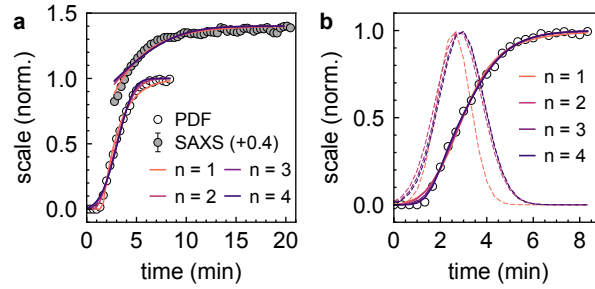 a
scale (norm.)
1.5
1.0
0.5
0.0
PDF
SAXS (+0.4)
n = 1 n = 3
n = 2 n = 4
0 5 10 15 20
time (min)
b
scale (norm.)
1.0
0.5
0.0
n = 1
n = 2
n = 3
n = 4
0 2 4 6 8
time (min)